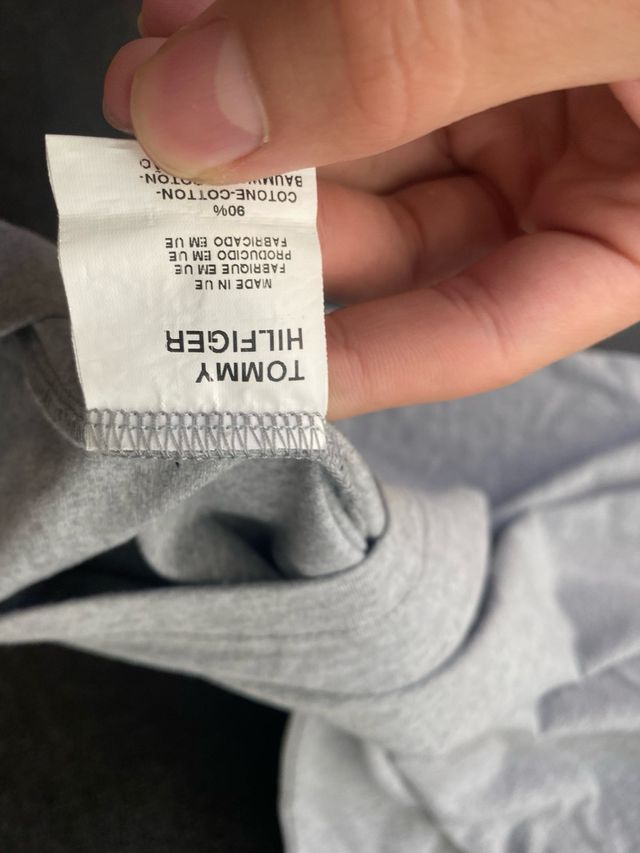 TOMMY
HILFIGER
MADE IN UE
FABRIQUE EM UE
PRODUCIDO EM UE
FABRICADO EM UE
90%
COTONE-COTTON-